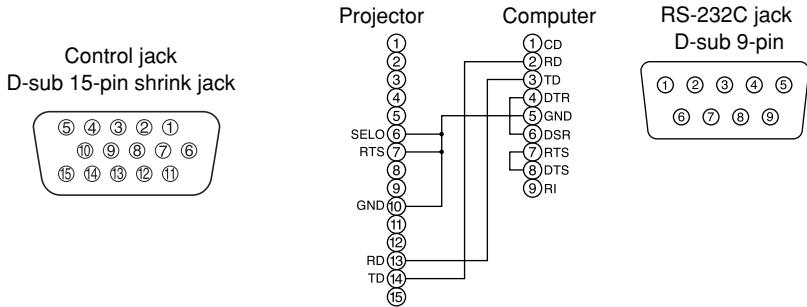 Control jack
D-sub 15-pin shrink jack
⑤ ④ ③ ② ①
⑩ ⑨ ⑧ ⑦ ⑥
⑮ ⑭ ⑬ ⑫ ⑪
Projector Computer
① ① CD
② ② RD
③ ③ TD
④ ④ DTR
⑤ ⑤ GND
SELO ⑥ ⑥ DSR
RTS ⑦ ⑦ RTS
⑧ ⑧ DTS
⑨ ⑨ RI
GND ⑩
⑪
⑫
RD ⑬
TD ⑭
⑮
RS-232C jack
D-sub 9-pin
① ② ③ ④ ⑤
⑥ ⑦ ⑧ ⑨